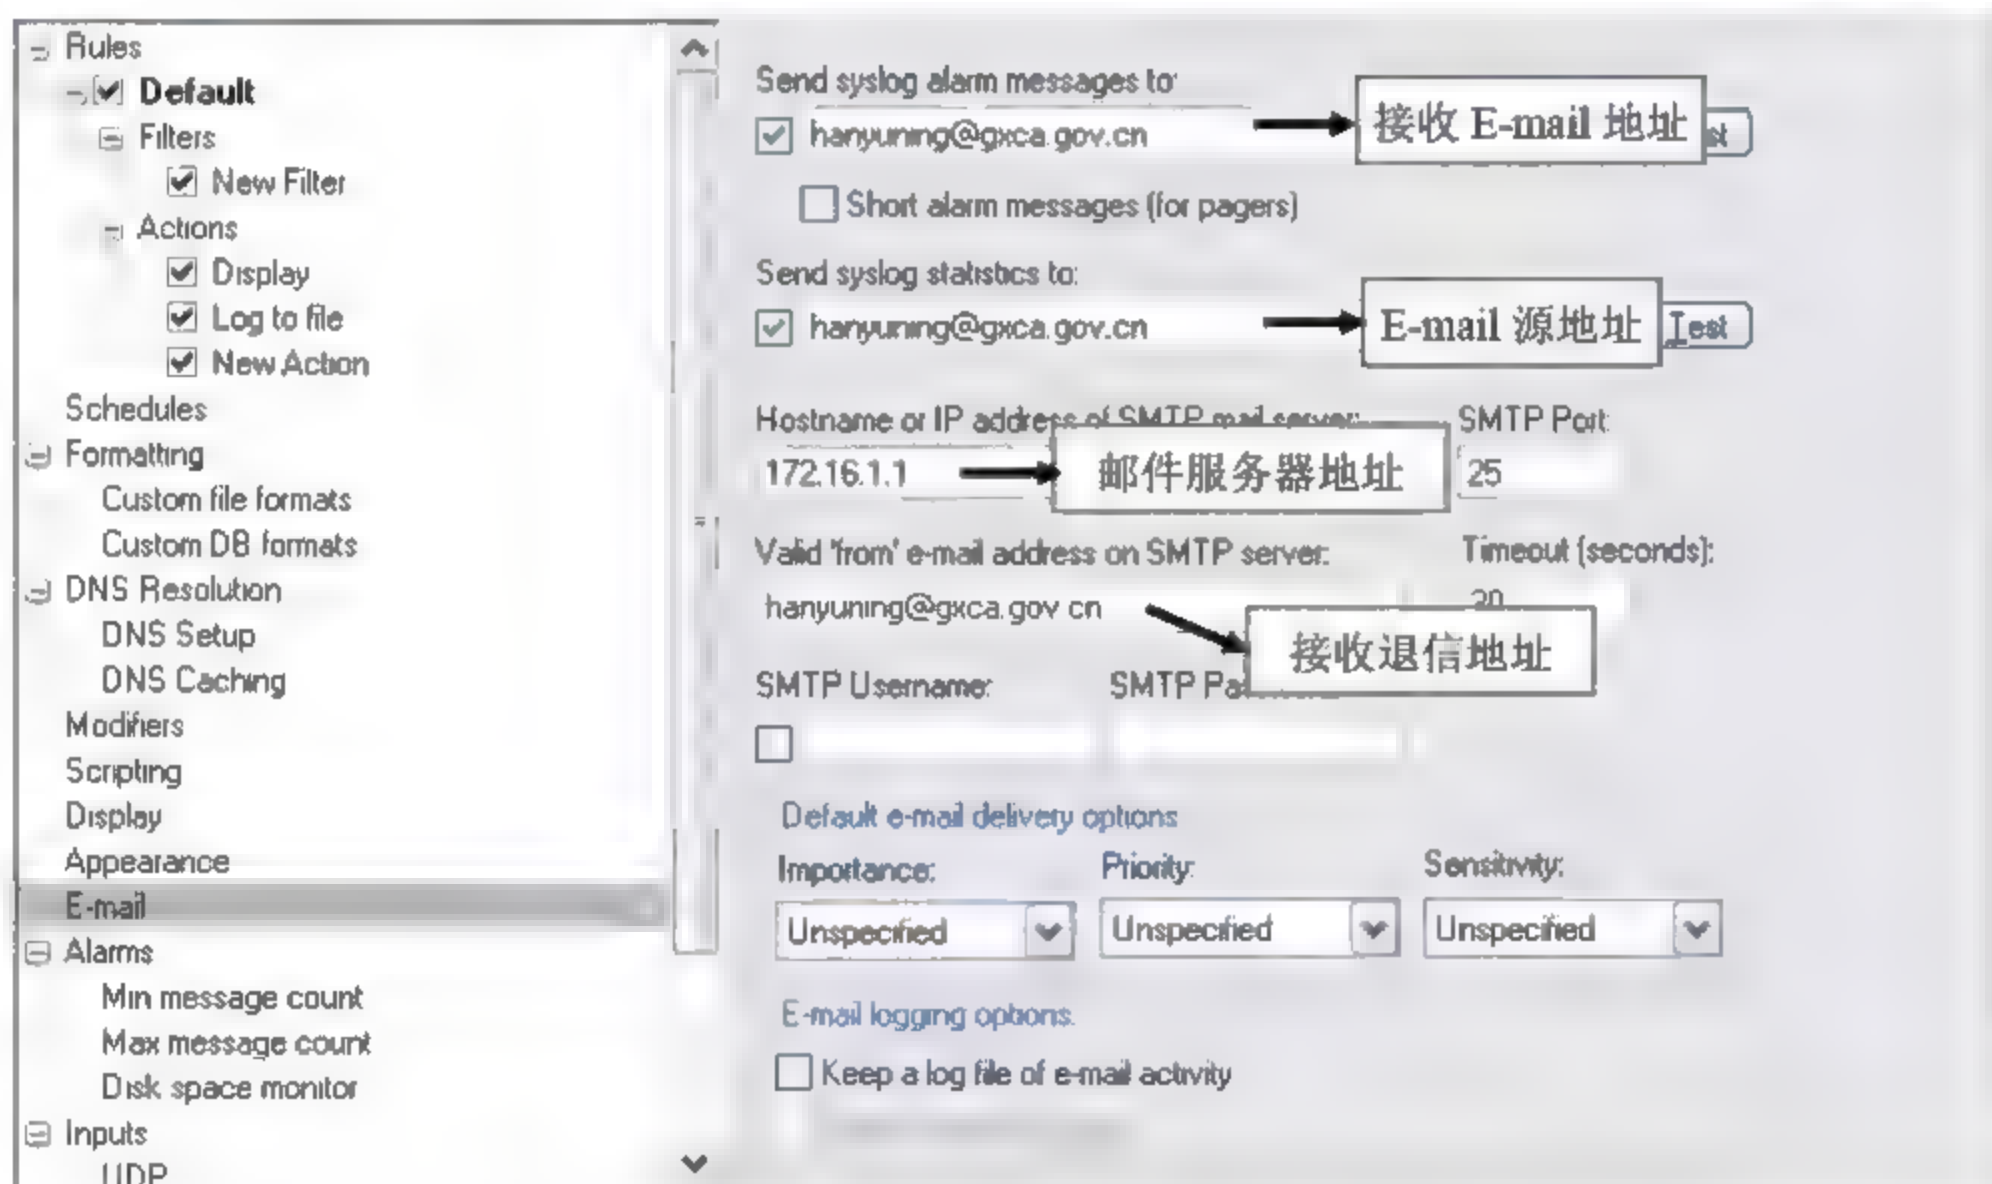 Rules
Default
Filters
New Filter
Actions
Display
Log to file
New Action
Schedules
Formatting
Custom file formats
Custom DB formats
DNS Resolution
DNS Setup
DNS Caching
Modifiers
Scripting
Display
Appearance
E-mail
Alarms
Min message count
Max message count
Disk space monitor
Inputs
UDP
Send syslog alarm messages to:
hanyuning@gxca.gov.cn
接收 E-mail 地址
Short alarm messages (for pagers)
Send syslog statistics to:
hanyuning@gxca.gov.cn
E-mail 源地址
Test
Hostname or IP address of SMTP mail server:
SMTP Port:
172.16.1.1
邮件服务器地址
25
Valid 'from' e-mail address on SMTP server:
Timeout (seconds):
hanyuning@gxca.gov.cn
接收退信地址
SMTP Username:
SMTP
Default e-mail delivery options
Importance:
Priority:
Sensitivity:
Unspecified
Unspecified
Unspecified
E-mail logging options:
Keep a log file of e-mail activity